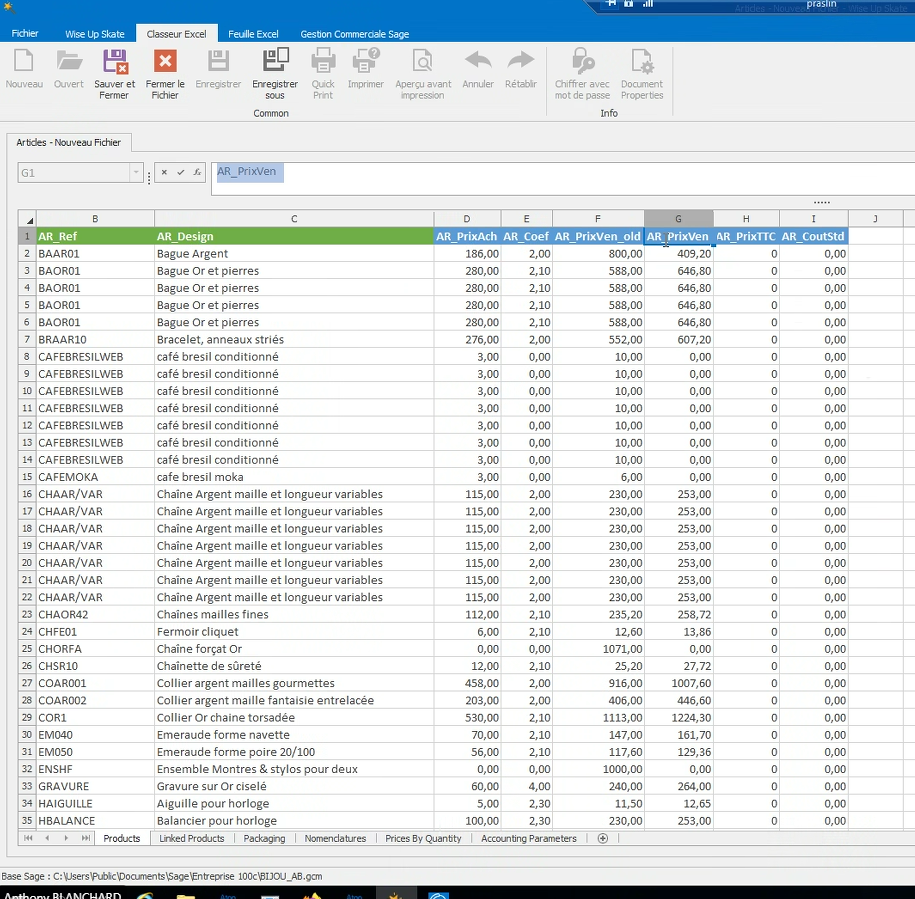 praslin
Articles - Nouveau Fichier - Wise Up Skate
Fichier Wise Up Skate Classeur Excel Feuille Excel Gestion Commerciale Sage
Nouveau Ouvert Sauver et Fermer Fermer le Fichier Enregistrer Enregistrer sous Quick Print Imprimer Aperçu avant impression Annuler Rétablir Chiffrer avec mot de passe Document Properties
Common Info
Articles - Nouveau Fichier
G1 AR_PrixVen
B C D E F G H I J
1 AR_Ref AR_Design AR_PrixAch AR_Coef AR_PrixVen_old AR_PrixVen AR_PrixTTC AR_CoutStd
2 BAAR01 Bague Argent 186,00 2,00 800,00 409,20 0 0,00
3 BAOR01 Bague Or et pierres 280,00 2,10 588,00 646,80 0 0,00
4 BAOR01 Bague Or et pierres 280,00 2,10 588,00 646,80 0 0,00
5 BAOR01 Bague Or et pierres 280,00 2,10 588,00 646,80 0 0,00
6 BAOR01 Bague Or et pierres 280,00 2,10 588,00 646,80 0 0,00
7 BRAAR10 Bracelet, anneaux striés 276,00 2,00 552,00 607,20 0 0,00
8 CAFEBRESILWEB café bresil conditionné 3,00 0,00 10,00 0,00 0 0,00
9 CAFEBRESILWEB café bresil conditionné 3,00 0,00 10,00 0,00 0 0,00
10 CAFEBRESILWEB café bresil conditionné 3,00 0,00 10,00 0,00 0 0,00
11 CAFEBRESILWEB café bresil conditionné 3,00 0,00 10,00 0,00 0 0,00
12 CAFEBRESILWEB café bresil conditionné 3,00 0,00 10,00 0,00 0 0,00
13 CAFEBRESILWEB café bresil conditionné 3,00 0,00 10,00 0,00 0 0,00
14 CAFEBRESILWEB café bresil conditionné 3,00 0,00 10,00 0,00 0 0,00
15 CAFEMOKA cafe bresil moka 3,00 0,00 6,00 0,00 0 0,00
16 CHAAR/VAR Chaîne Argent maille et longueur variables 115,00 2,00 230,00 253,00 0 0,00
17 CHAAR/VAR Chaîne Argent maille et longueur variables 115,00 2,00 230,00 253,00 0 0,00
18 CHAAR/VAR Chaîne Argent maille et longueur variables 115,00 2,00 230,00 253,00 0 0,00
19 CHAAR/VAR Chaîne Argent maille et longueur variables 115,00 2,00 230,00 253,00 0 0,00
20 CHAAR/VAR Chaîne Argent maille et longueur variables 115,00 2,00 230,00 253,00 0 0,00
21 CHAAR/VAR Chaîne Argent maille et longueur variables 115,00 2,00 230,00 253,00 0 0,00
22 CHAAR/VAR Chaîne Argent maille et longueur variables 115,00 2,00 230,00 253,00 0 0,00
23 CHAOR42 Chaînes mailles fines 112,00 2,10 235,20 258,72 0 0,00
24 CHFE01 Fermoir cliquet 6,00 2,10 12,60 13,86 0 0,00
25 CHORFA Chaîne forçat Or 0,00 0,00 1071,00 0,00 0 0,00
26 CHSR10 Chaînette de sûreté 12,00 2,10 25,20 27,72 0 0,00
27 COAR001 Collier argent mailles gourmettes 458,00 2,00 916,00 1007,60 0 0,00
28 COAR002 Collier argent maille fantaisie entrelacée 203,00 2,00 406,00 446,60 0 0,00
29 COR1 Collier Or chaine torsadée 530,00 2,10 1113,00 1224,30 0 0,00
30 EM040 Emeraude forme navette 70,00 2,10 147,00 161,70 0 0,00
31 EM050 Emeraude forme poire 20/100 56,00 2,10 117,60 129,36 0 0,00
32 ENSHF Ensemble Montres & stylos pour deux 0,00 0,00 1000,00 0,00 0 0,00
33 GRAVURE Gravure sur Or ciselé 60,00 4,00 240,00 264,00 0 0,00
34 HAIGUILLE Aiguille pour horloge 5,00 2,30 11,50 12,65 0 0,00
35 HBALANCE Balancier pour horloge 100,00 2,30 230,00 253,00 0 0,00
Products Linked Products Packaging Nomenclatures Prices By Quantity Accounting Parameters
Base Sage : C:\Users\Public\Documents\Sage\Entreprise 100c\BIJOU_AB.gcm
Anthony BLANCHARD